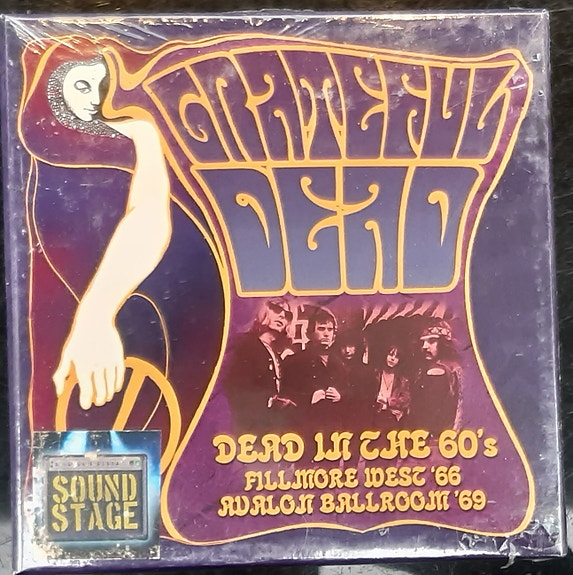 GRATEFUL
DEAD
DEAD IN THE 60's
FILLMORE WEST '66
AVALON BALLROOM '69
SOUND
STAGE